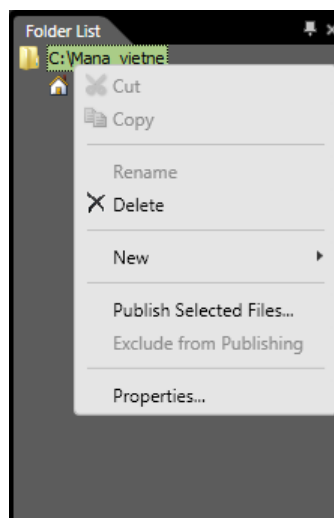 Folder List
C:\Mana_vietne
Cut
Copy
Rename
Delete
New
Publish Selected Files...
Exclude from Publishing
Properties...